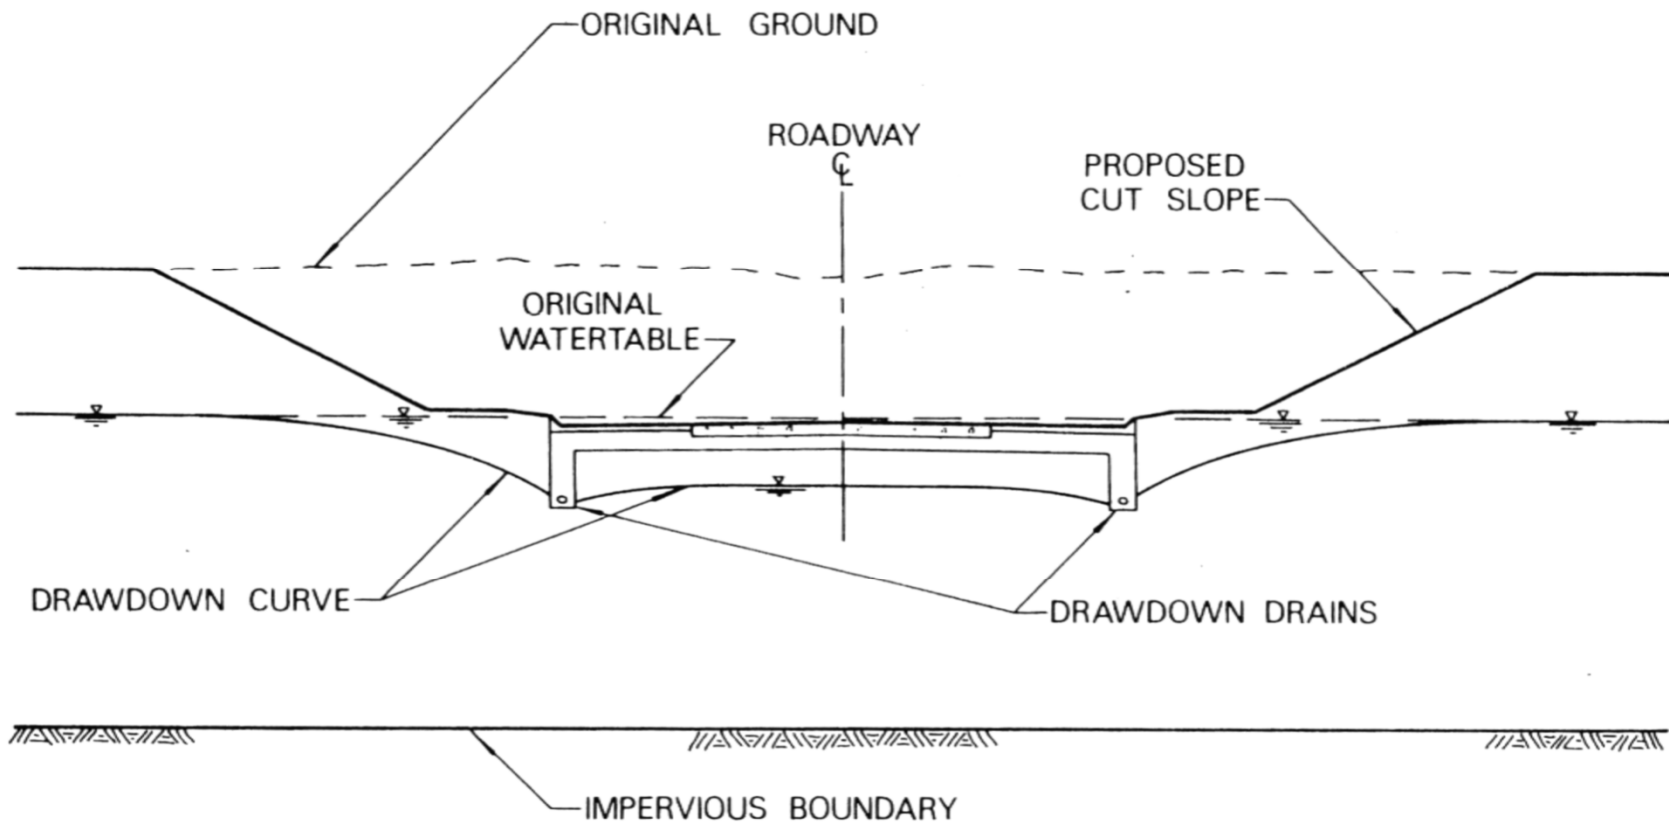 ORIGINAL GROUND
ROADWAY
℄
PROPOSED
CUT SLOPE
ORIGINAL
WATERTABLE
DRAWDOWN CURVE
DRAWDOWN DRAINS
IMPERVIOUS BOUNDARY